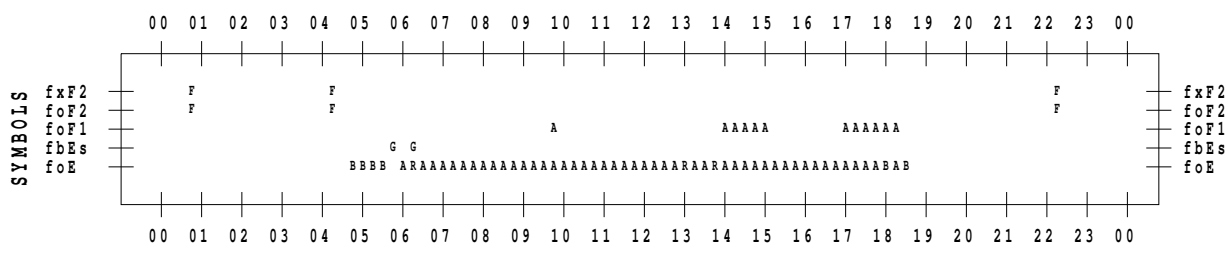 00 01 02 03 04 05 06 07 08 09 10 11 12 13 14 15 16 17 18 19 20 21 22 23 00
SYMBOLS
fxF2 F F F fxF2
foF2 F F F foF2
foF1 A AAAAA AAAAAA foF1
fbEs G G fbEs
foE BBBB ARAAAAAAAAAAAAAAAAAAAAAAAAAARAARAAAAAAAAAAAAAAAABAB foE
00 01 02 03 04 05 06 07 08 09 10 11 12 13 14 15 16 17 18 19 20 21 22 23 00